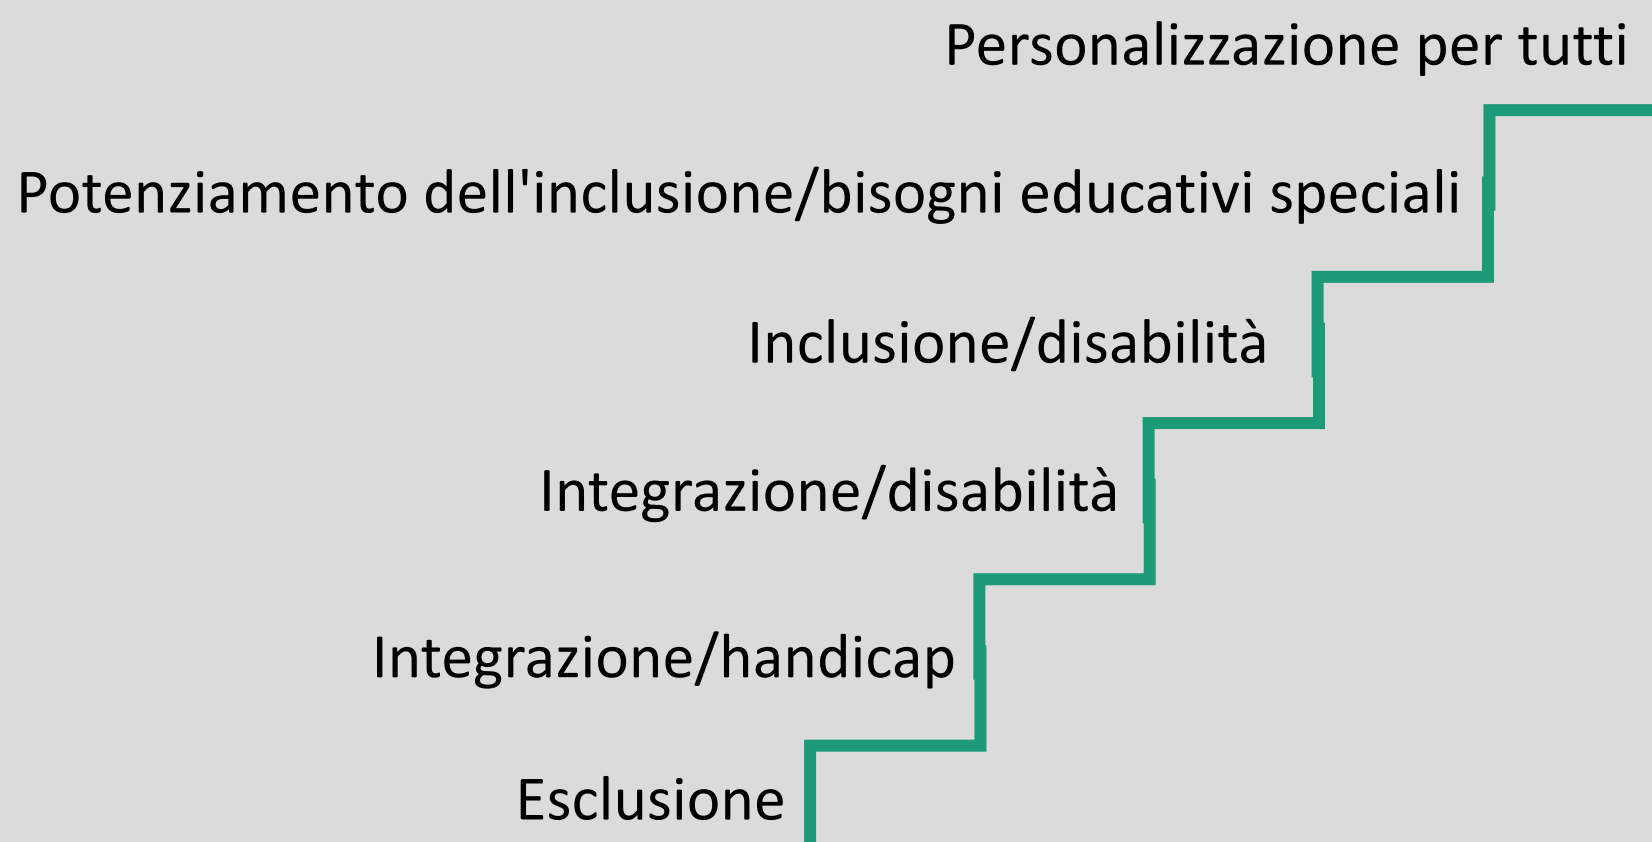 Personalizzazione per tutti
Potenziamento dell'inclusione/bisogni educativi speciali
Inclusione/disabilità
Integrazione/disabilità
Integrazione/handicap
Esclusione